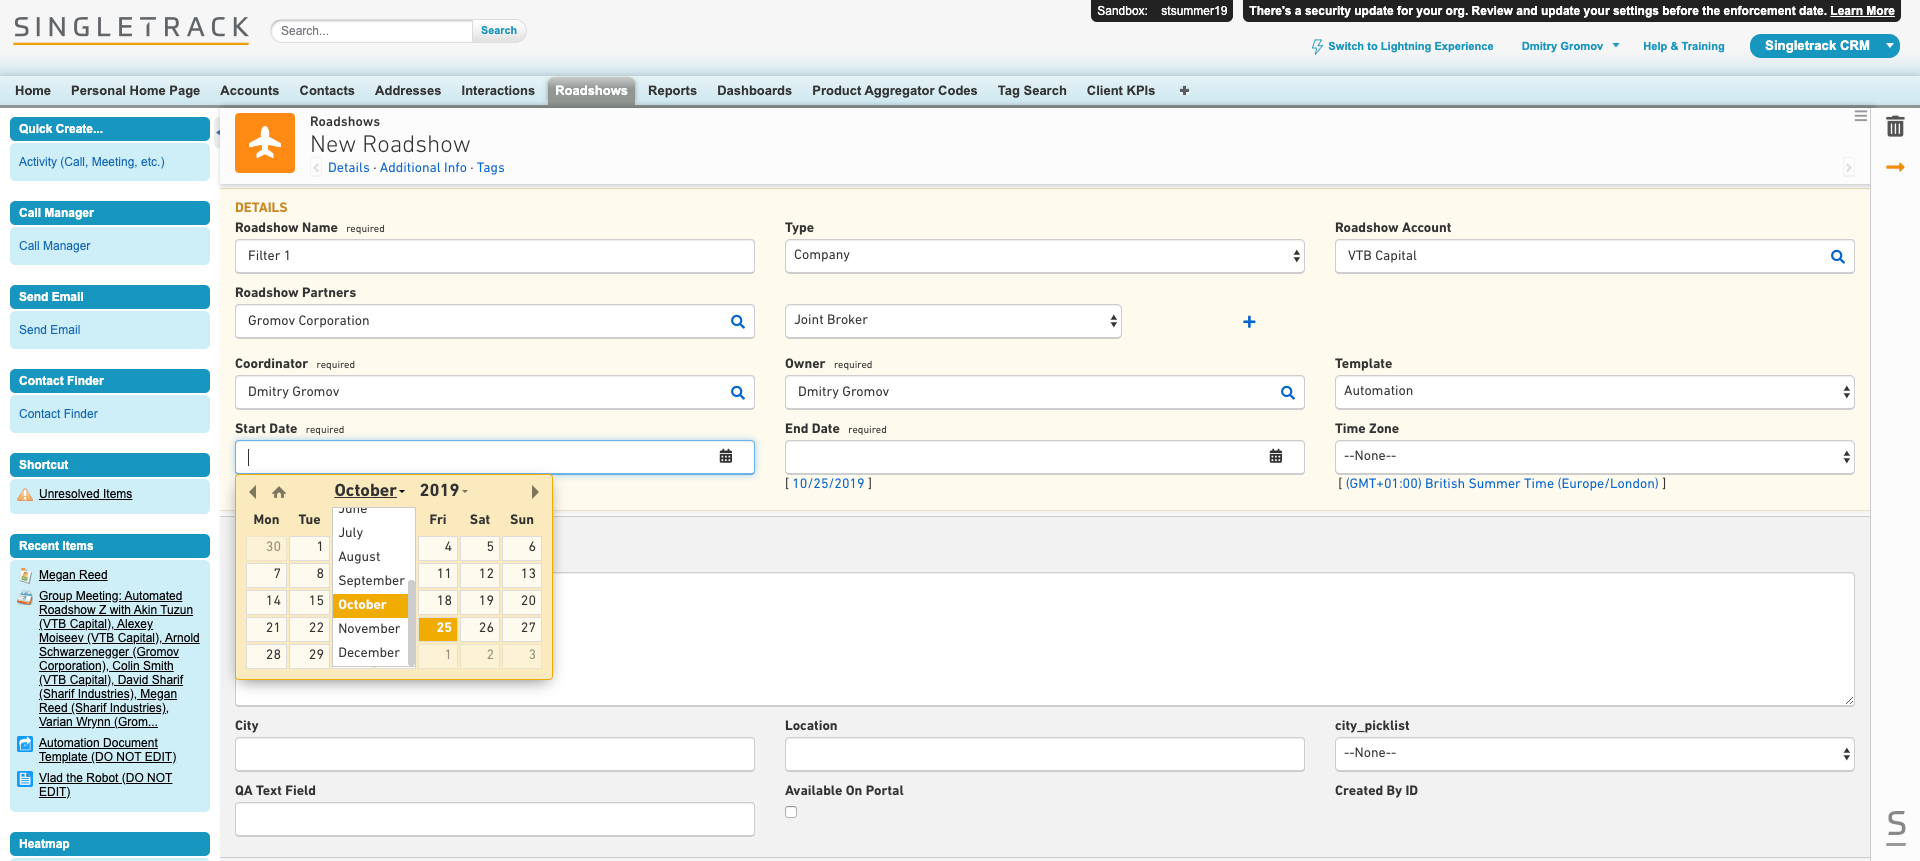 Sandbox: stsummer19
There's a security update for your org. Review and update your settings before the enforcement date. Learn More
SINGLETRACK
Search...
Search
Switch to Lightning Experience
Dmitry Gromov
Help & Training
Singletrack CRM
Home
Personal Home Page
Accounts
Contacts
Addresses
Interactions
Roadshows
Reports
Dashboards
Product Aggregator Codes
Tag Search
Client KPIs
+
Quick Create...
Activity (Call, Meeting, etc.)
Call Manager
Call Manager
Send Email
Send Email
Contact Finder
Contact Finder
Shortcut
Unresolved Items
Recent Items
Megan Reed
Group Meeting: Automated
Roadshow Z with Akin Tuzun
(VTB Capital), Alexey
Moiseev (VTB Capital), Arnold
Schwarzenegger (Gromov
Corporation), Colin Smith
(VTB Capital), David Sharif
(Sharif Industries), Megan
Reed (Sharif Industries),
Varian Wrynn (Grom...
Automation Document
Template (DO NOT EDIT)
Vlad the Robot (DO NOT
EDIT)
Heatmap
Roadshows
New Roadshow
Details · Additional Info · Tags
DETAILS
Roadshow Name required
Filter 1
Type
Company
Roadshow Account
VTB Capital
Roadshow Partners
Gromov Corporation
Joint Broker
Coordinator required
Dmitry Gromov
Owner required
Dmitry Gromov
Template
Automation
Start Date required
End Date required
[ 10/25/2019 ]
Time Zone
--None--
[ (GMT+01:00) British Summer Time (Europe/London) ]
October 2019
Mon Tue Fri Sat Sun
30 1 4 5 6
7 8 11 12 13
14 15 18 19 20
21 22 25 26 27
28 29 1 2 3
June
July
August
September
October
November
December
City
Location
city_picklist
--None--
QA Text Field
Available On Portal
Created By ID
S